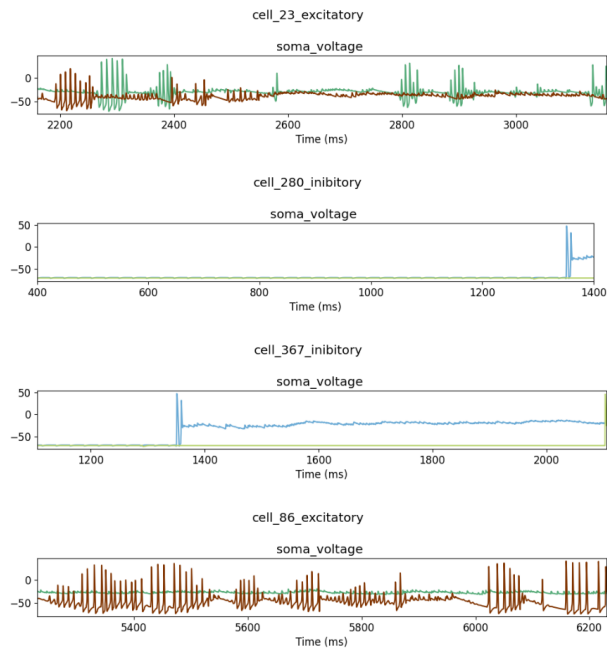 cell_23_excitatory
soma_voltage
0
−50
2200 2400 2600 2800 3000
Time (ms)
cell_280_inibitory
soma_voltage
50
0
−50
400 600 800 1000 1200 1400
Time (ms)
cell_367_inibitory
soma_voltage
50
0
−50
1200 1400 1600 1800 2000
Time (ms)
cell_86_excitatory
soma_voltage
0
−50
5400 5600 5800 6000 6200
Time (ms)